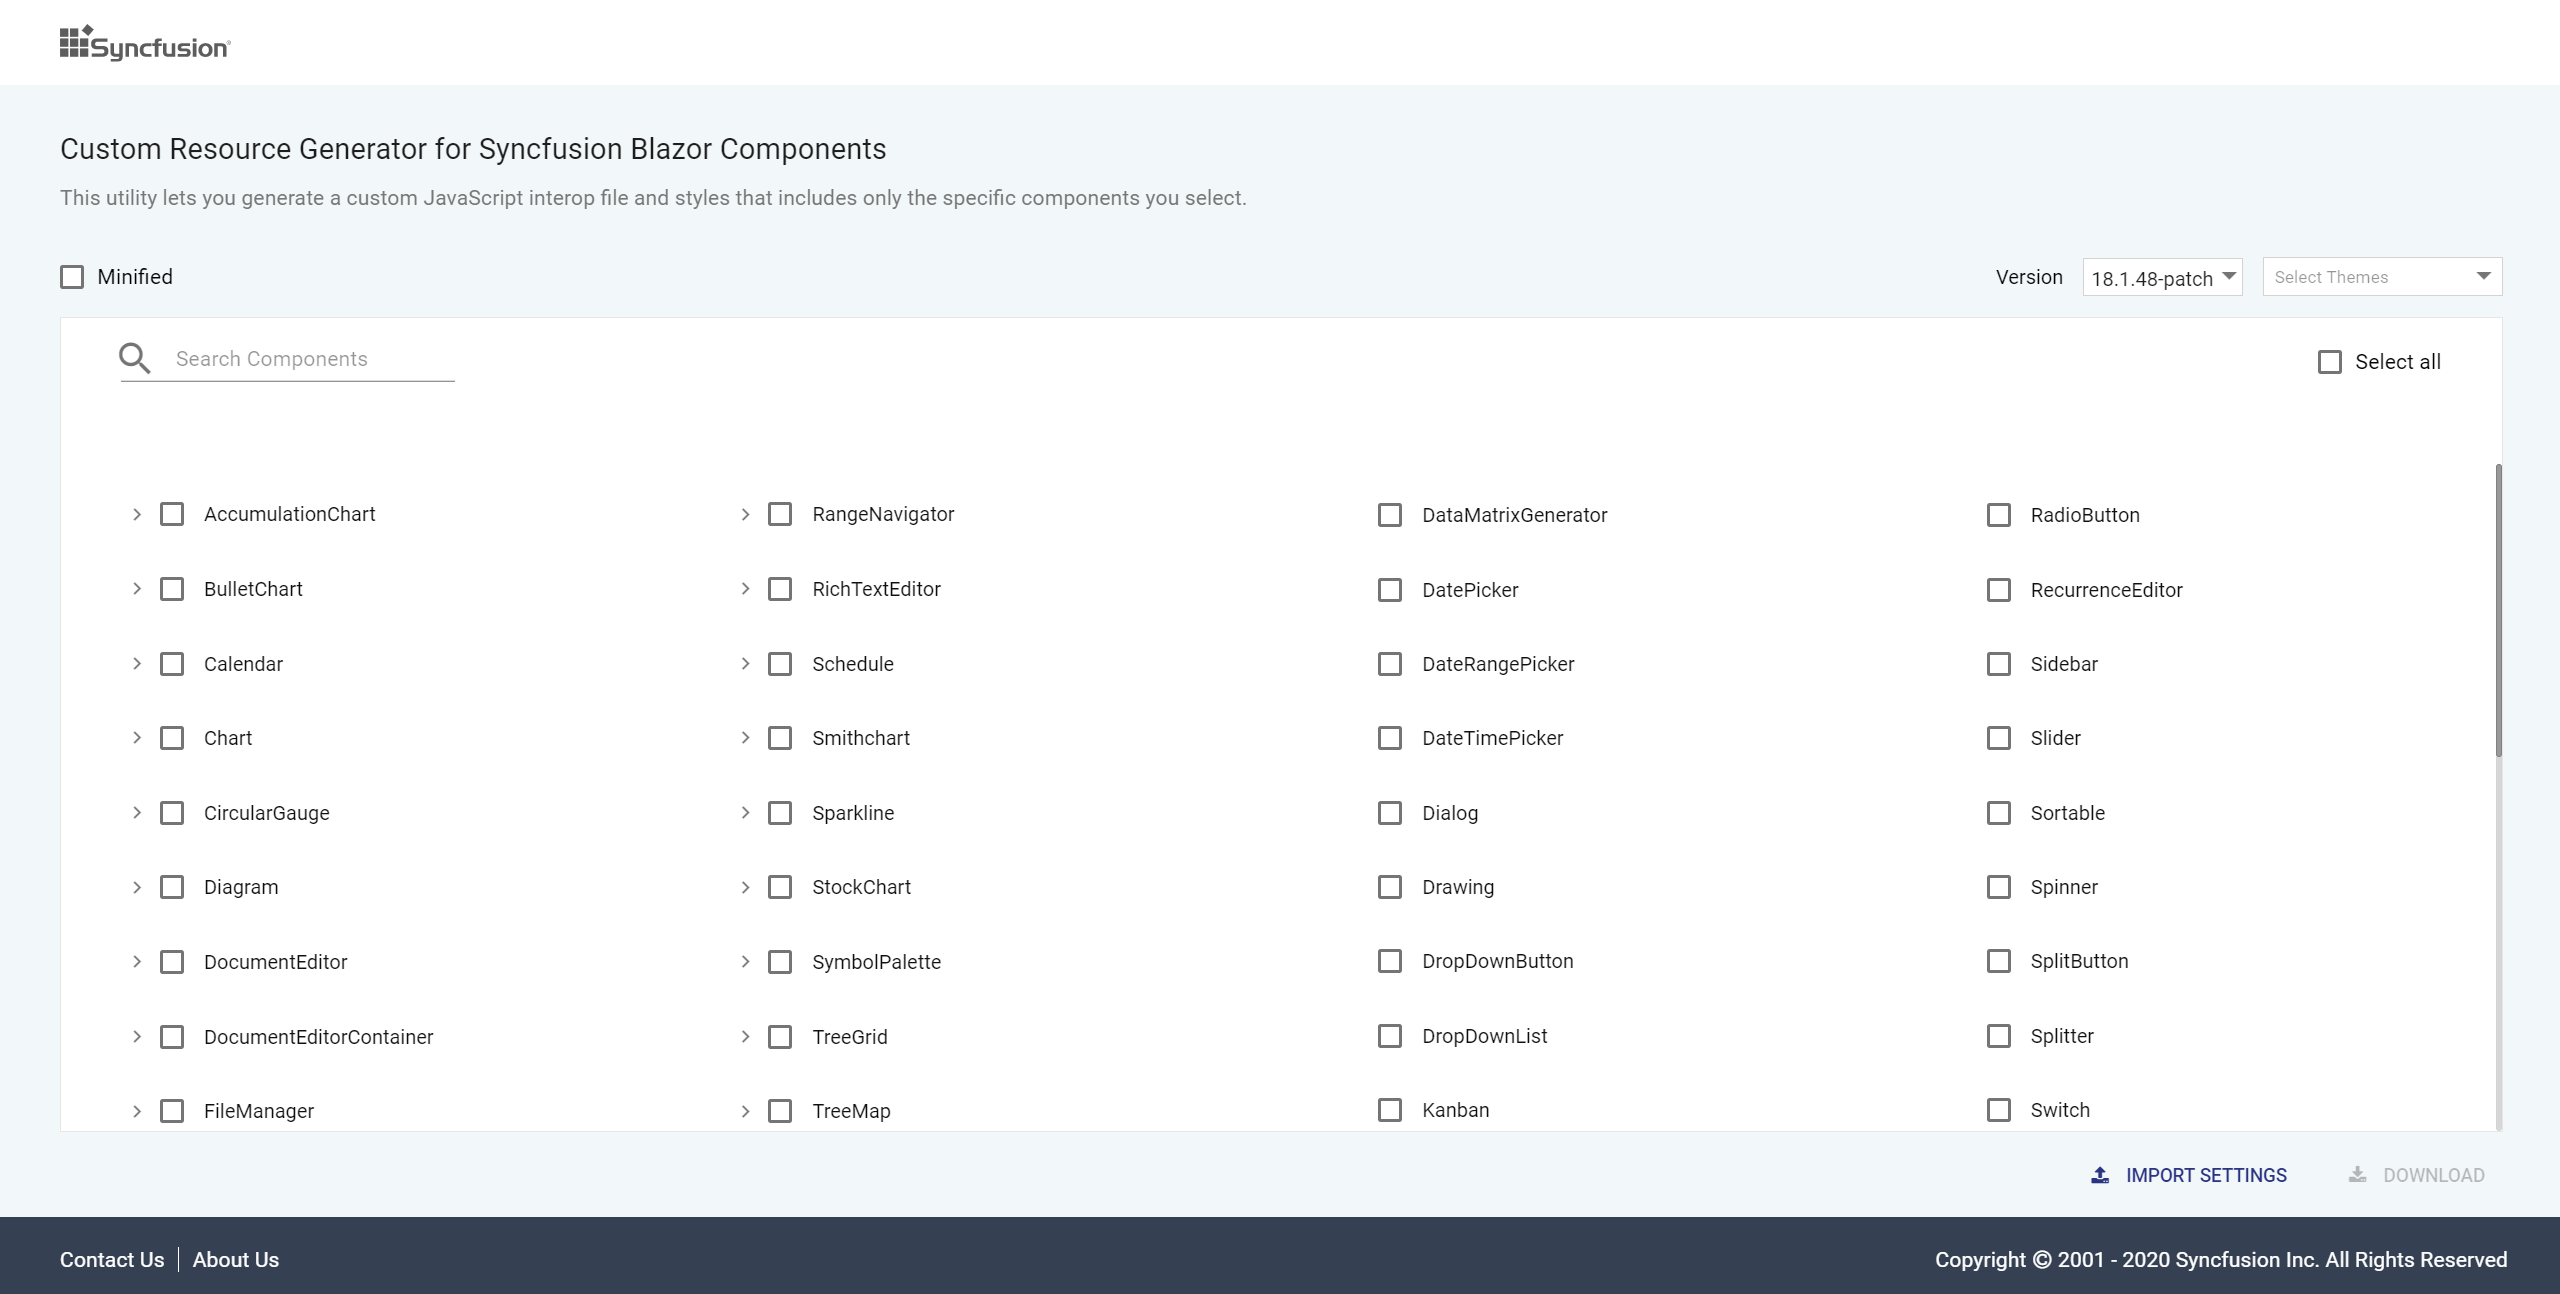 Syncfusion
Custom Resource Generator for Syncfusion Blazor Components
This utility lets you generate a custom JavaScript interop file and styles that includes only the specific components you select.
Minified
Version 18.1.48-patch Select Themes
Search Components
Select all
AccumulationChart RangeNavigator DataMatrixGenerator RadioButton
BulletChart RichTextEditor DatePicker RecurrenceEditor
Calendar Schedule DateRangePicker Sidebar
Chart Smithchart DateTimePicker Slider
CircularGauge Sparkline Dialog Sortable
Diagram StockChart Drawing Spinner
DocumentEditor SymbolPalette DropDownButton SplitButton
DocumentEditorContainer TreeGrid DropDownList Splitter
FileManager TreeMap Kanban Switch
IMPORT SETTINGS DOWNLOAD
Contact Us About Us Copyright © 2001 - 2020 Syncfusion Inc. All Rights Reserved